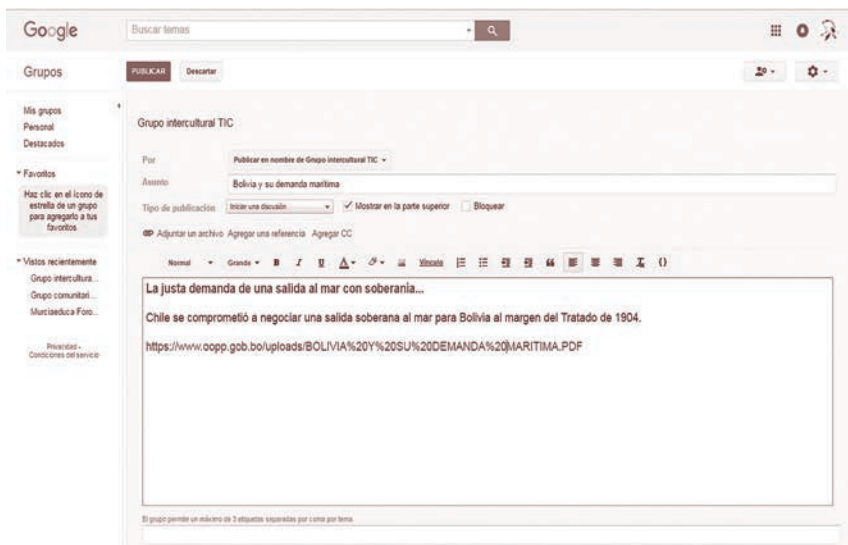 Google
Buscar temas
Grupos
PUBLICAR Descartar
Mis grupos
Personal
Destacados
Favoritos
Haz clic en el ícono de
estrella de un grupo
para agregarlo a tus
favoritos.
Vistos recientemente
Grupo intercultura...
Grupo comunitari...
Murciaeduca Foro...
Privacidad -
Condiciones del servicio
Grupo intercultural TIC
Por Publicar en nombre de Grupo intercultural TIC
Asunto Bolivia y su demanda marítima
Tipo de publicación Iniciar una discusión Mostrar en la parte superior Bloquear
Adjuntar un archivo Agregar una referencia Agregar CC
Normal Grande B I U A Vínculo {}
La justa demanda de una salida al mar con soberanía...
Chile se comprometió a negociar una salida soberana al mar para Bolivia al margen del Tratado de 1904.
https://www.oopp.gob.bo/uploads/BOLIVIA%20Y%20SU%20DEMANDA%20MARITIMA.PDF
El grupo permite un máximo de 3 etiquetas separadas por coma por tema